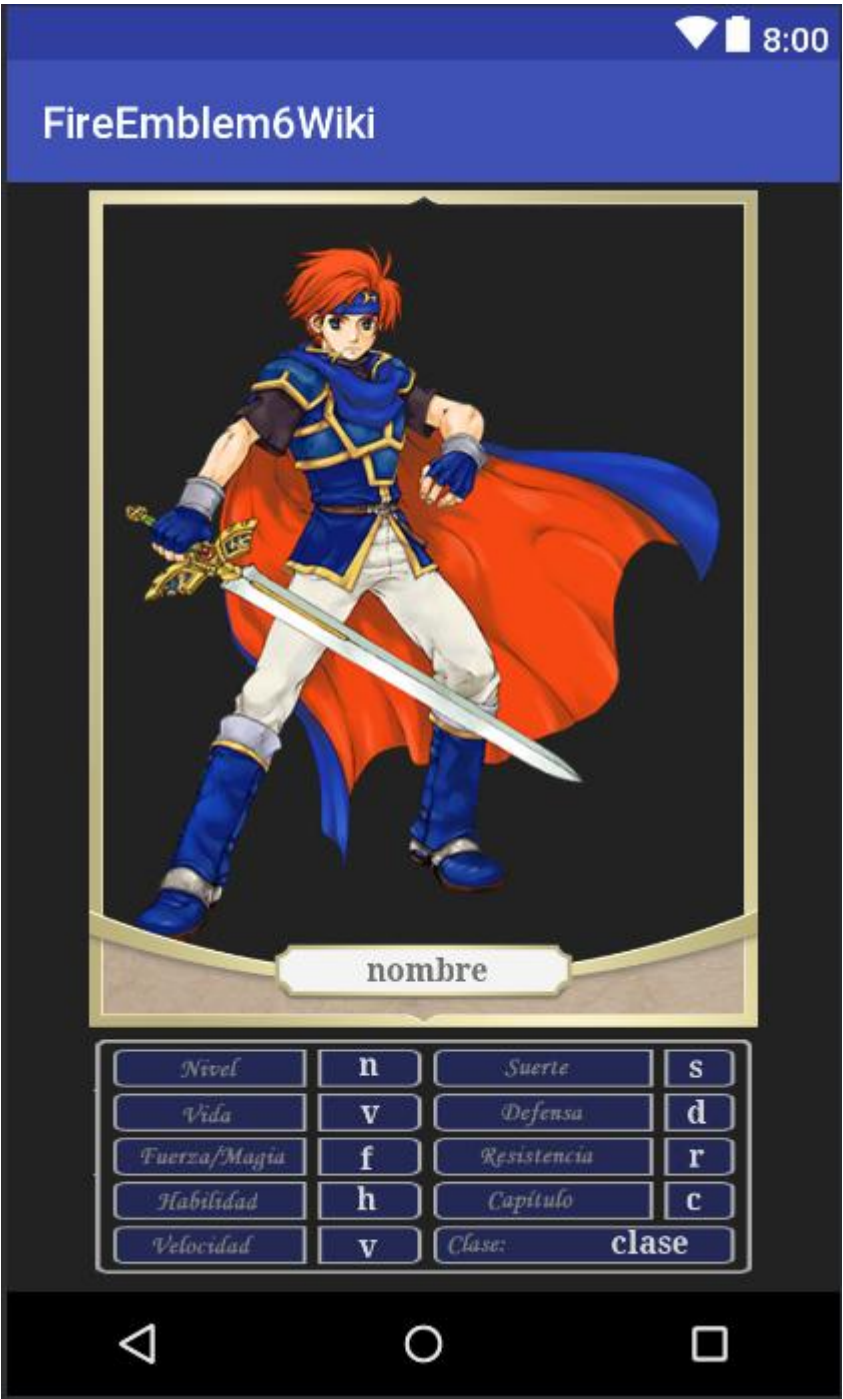 8:00
FireEmblem6Wiki
nombre
Nivel n Suerte s
Vida v Defensa d
Fuerza/Magia f Resistencia r
Habilidad h Capítulo c
Velocidad v Clase: clase